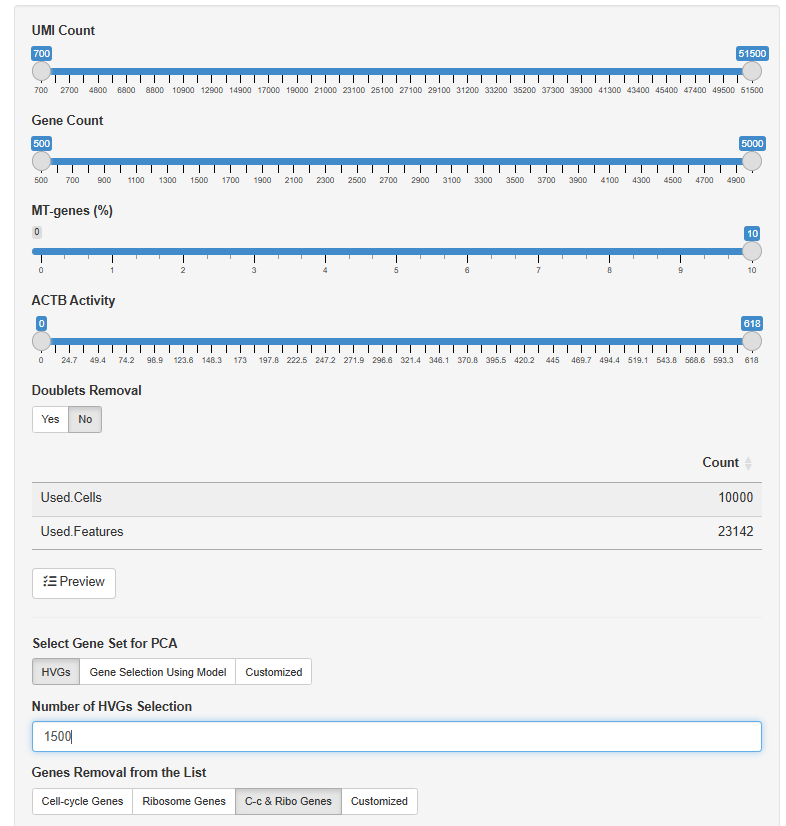 UMI Count
700 51500
700 2700 4800 6800 8800 10900 12900 14900 17000 19000 21000 23100 25100 27100 29100 31200 33200 35200 37300 39300 41300 43400 45400 47400 49500 51500
Gene Count
500 5000
500 700 900 1100 1300 1500 1700 1900 2100 2300 2500 2700 2900 3100 3300 3500 3700 3900 4100 4300 4500 4700 4900
MT-genes (%)
0 10
0 1 2 3 4 5 6 7 8 9 10
ACTB Activity
0 618
0 24.7 49.4 74.2 98.9 123.6 148.3 173 197.8 222.5 247.2 271.9 296.6 321.4 346.1 370.8 395.5 420.2 445 469.7 494.4 519.1 543.8 568.6 593.3 618
Doublets Removal
Yes No
Count
Used.Cells 10000
Used.Features 23142
Preview
Select Gene Set for PCA
HVGs Gene Selection Using Model Customized
Number of HVGs Selection
1500
Genes Removal from the List
Cell-cycle Genes Ribosome Genes C-c & Ribo Genes Customized